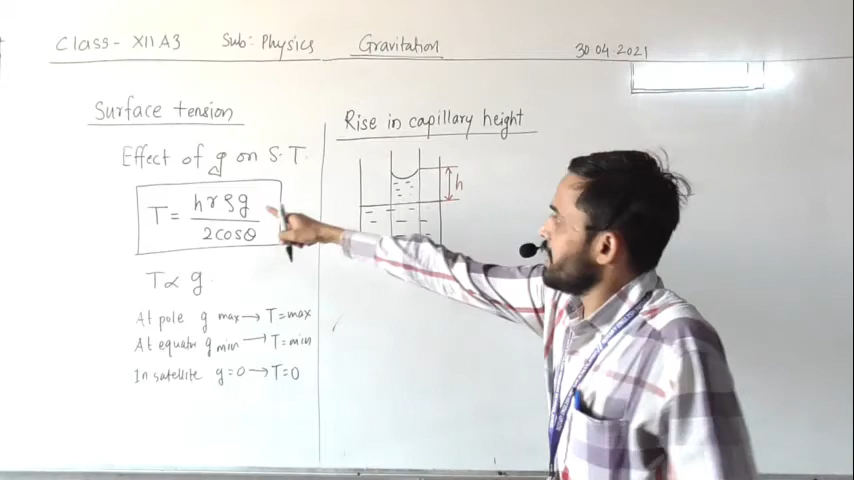 Class- XII A3 Sub: Physics Gravitation 30.04.2021
Surface tension
Effect of g on S.T.
T = hrρg / 2cosθ
T ∝ g.
At pole g max → T = max
At equator g min → T = min
In satellite g = 0 → T = 0
Rise in capillary height
h